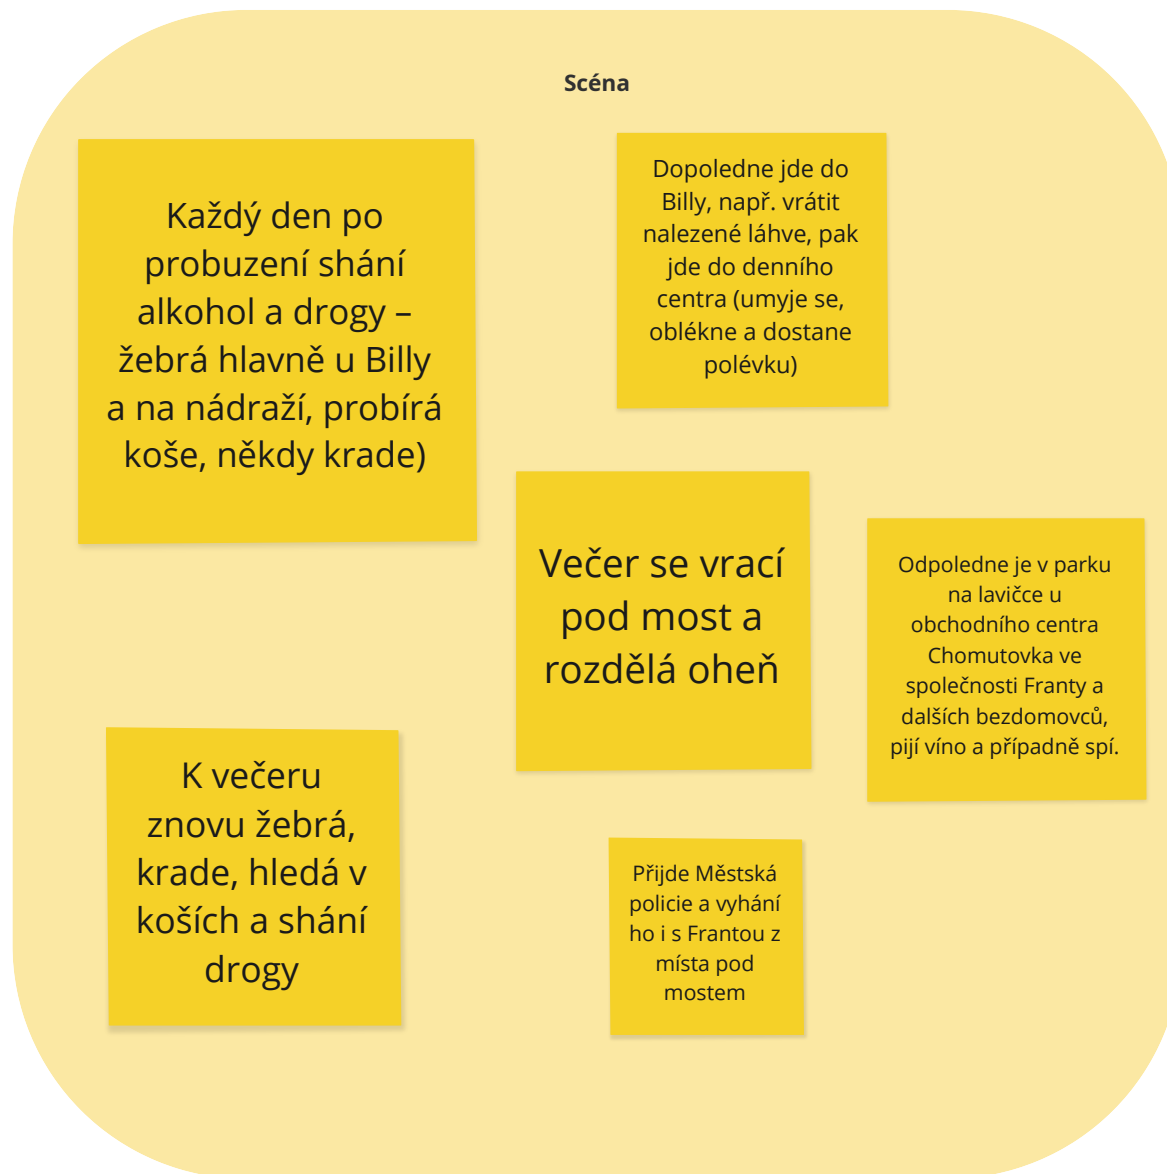 Scéna
Každý den po
probuzení shání
alkohol a drogy –
žebrá hlavně u Billy
a na nádraží, probírá
koše, někdy krade)
Dopoledne jde do
Billy, např. vrátit
nalezené láhve, pak
jde do denního
centra (umyje se,
oblékne a dostane
polévku)
Večer se vrací
pod most a
rozdělá oheň
Odpoledne je v parku
na lavičce u
obchodního centra
Chomutovka ve
společnosti Franty a
dalších bezdomovců,
pijí víno a případně spí.
K večeru
znovu žebrá,
krade, hledá v
koších a shání
drogy
Přijde Městská
policie a vyhání
ho i s Frantou z
místa pod
mostem